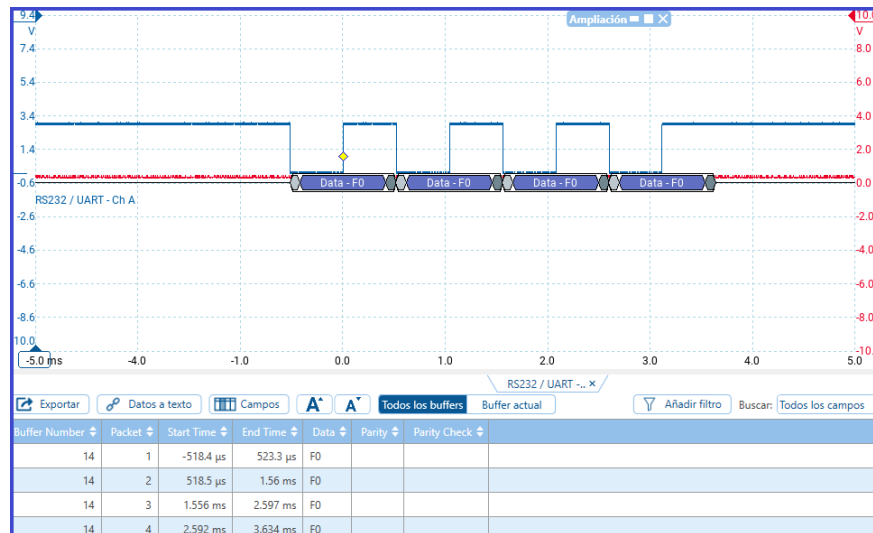 9.4 Ampliación 10.0
V V
7.4 8.0
5.4 6.0
3.4 4.0
1.4 2.0
-0.6 Data - F0 Data - F0 Data - F0 Data - F0 0.0
RS232 / UART - Ch A
-2.6 -2.0
-4.6 -4.0
-6.6 -6.0
-8.6 -8.0
10.0 -10.
-5.0 ms -4.0 -1.0 0.0 1.0 2.0 3.0 4.0 5.0
RS232 / UART -.. ×
Exportar Datos a texto Campos A A Todos los buffers Buffer actual Añadir filtro Buscar: Todos los campos
Buffer Number Packet Start Time End Time Data Parity Parity Check
14 1 -518.4 µs 523.3 µs F0
14 2 518.5 µs 1.56 ms F0
14 3 1.556 ms 2.597 ms F0
14 4 2.592 ms 3.634 ms F0